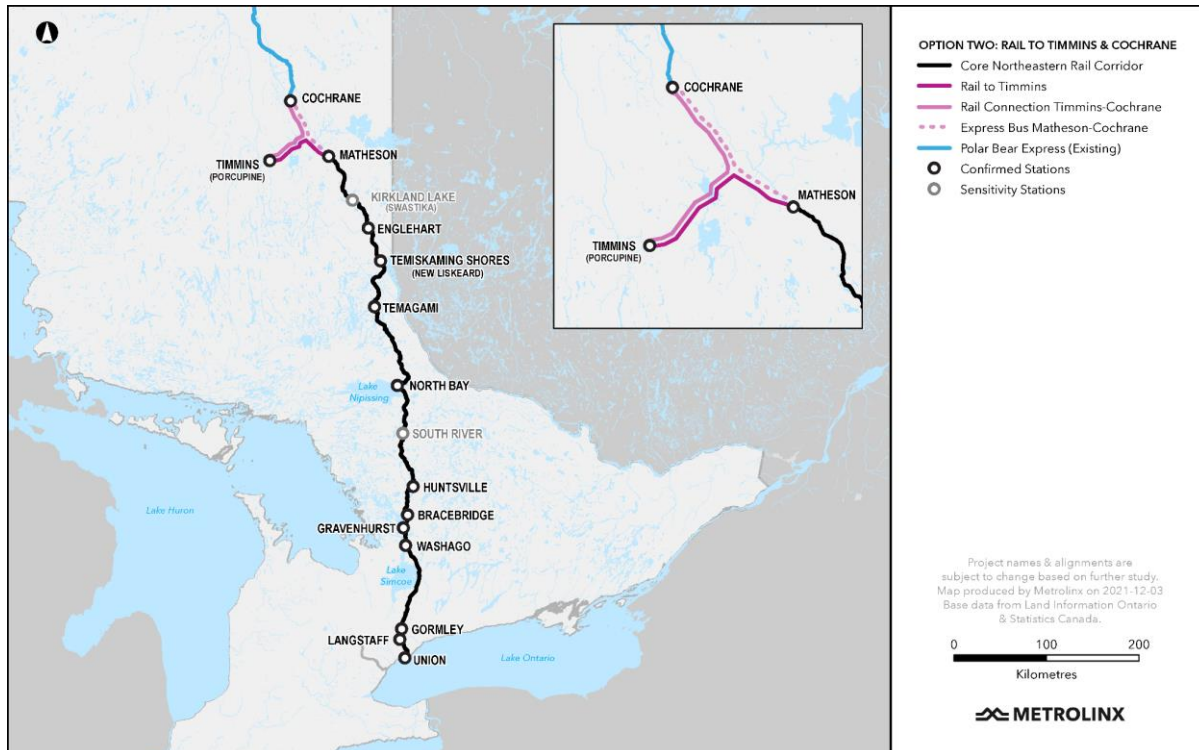 COCHRANE
TIMMINS
(PORCUPINE)
MATHESON
KIRKLAND LAKE
(SWASTIKA)
ENGLEHART
TEMISKAMING SHORES
(NEW LISKEARD)
TEMAGAMI
Lake
Nipissing
NORTH BAY
SOUTH RIVER
HUNTSVILLE
BRACEBRIDGE
GRAVENHURST
WASHAGO
Lake Huron
Lake
Simcoe
GORMLEY
LANGSTAFF
UNION
Lake Ontario
COCHRANE
MATHESON
TIMMINS
(PORCUPINE)
OPTION TWO: RAIL TO TIMMINS & COCHRANE
Core Northeastern Rail Corridor
Rail to Timmins
Rail Connection Timmins-Cochrane
Express Bus Matheson-Cochrane
Polar Bear Express (Existing)
Confirmed Stations
Sensitivity Stations
Project names & alignments are
subject to change based on further study.
Map produced by Metrolinx on 2021-12-03
Base data from Land Information Ontario
& Statistics Canada.
0 100 200
Kilometres
METROLINX